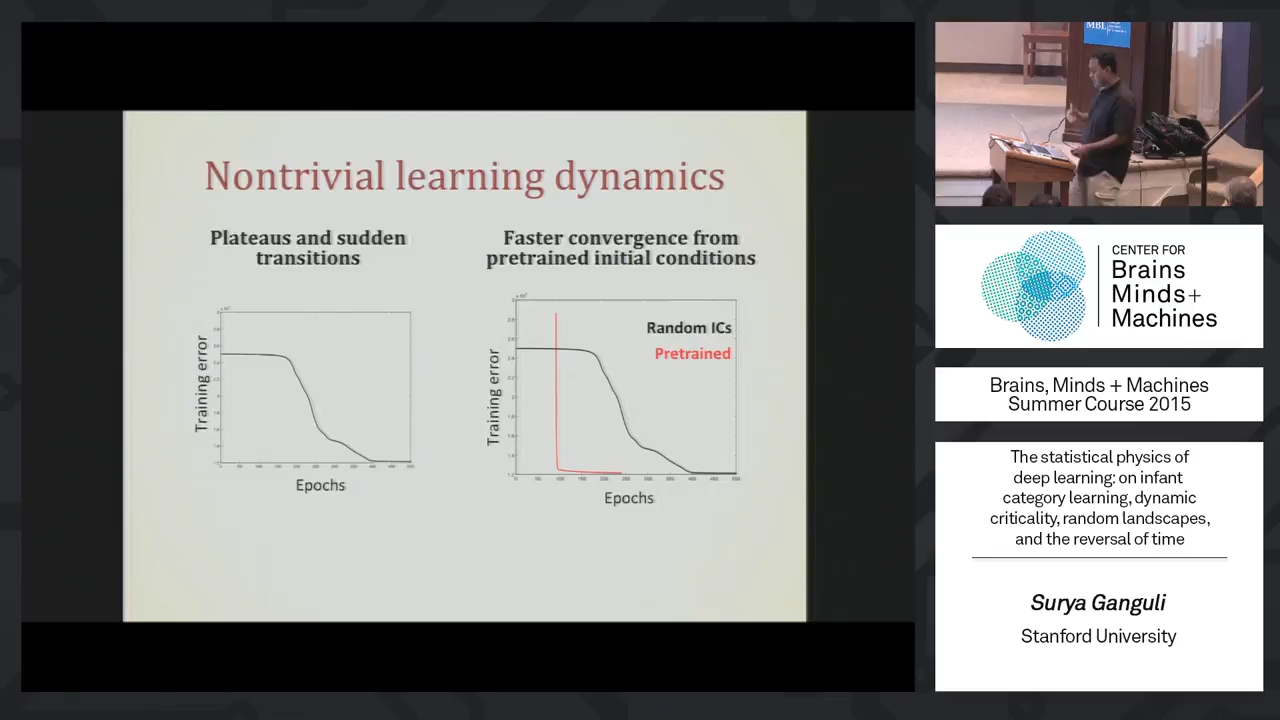 Nontrivial learning dynamics
Plateaus and sudden
transitions
Training error
Epochs
Faster convergence from
pretrained initial conditions
Random ICs
Pretrained
Training error
Epochs
MBL
CENTER FOR
Brains
Minds+
Machines
Brains, Minds + Machines
Summer Course 2015
The statistical physics of
deep learning: on infant
category learning, dynamic
criticality, random landscapes,
and the reversal of time
Surya Ganguli
Stanford University